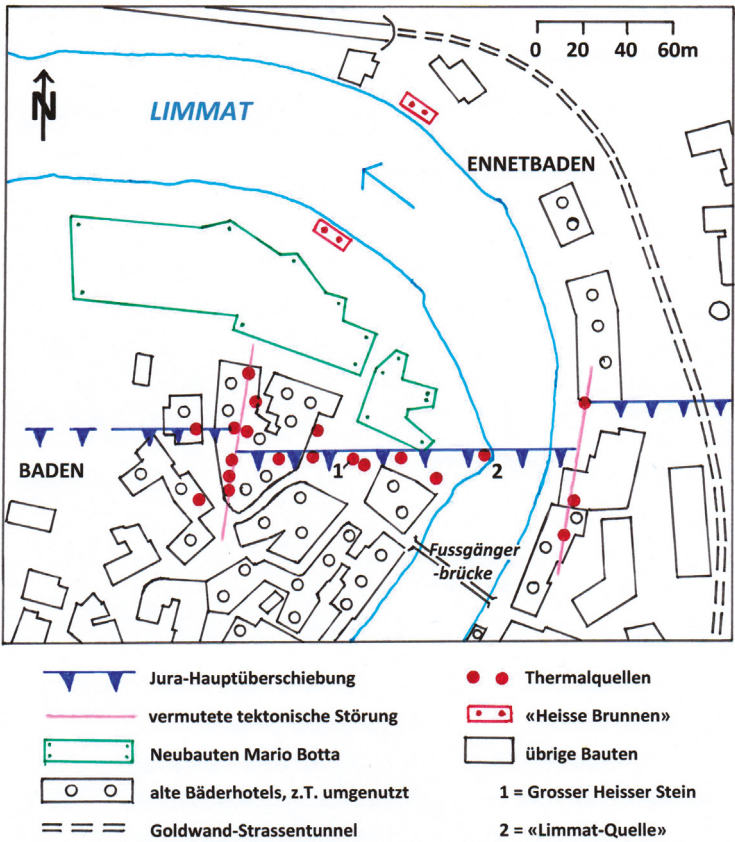 0 20 40 60m
N
LIMMAT
ENNETBADEN
BADEN
1
2
Fussgänger
-brücke
Jura-Hauptüberschiebung
Thermalquellen
vermutete tektonische Störung
«Heisse Brunnen»
Neubauten Mario Botta
übrige Bauten
alte Bäderhotels, z.T. umgenutzt
1 = Grosser Heisser Stein
Goldwand-Strassentunnel
2 = «Limmat-Quelle»